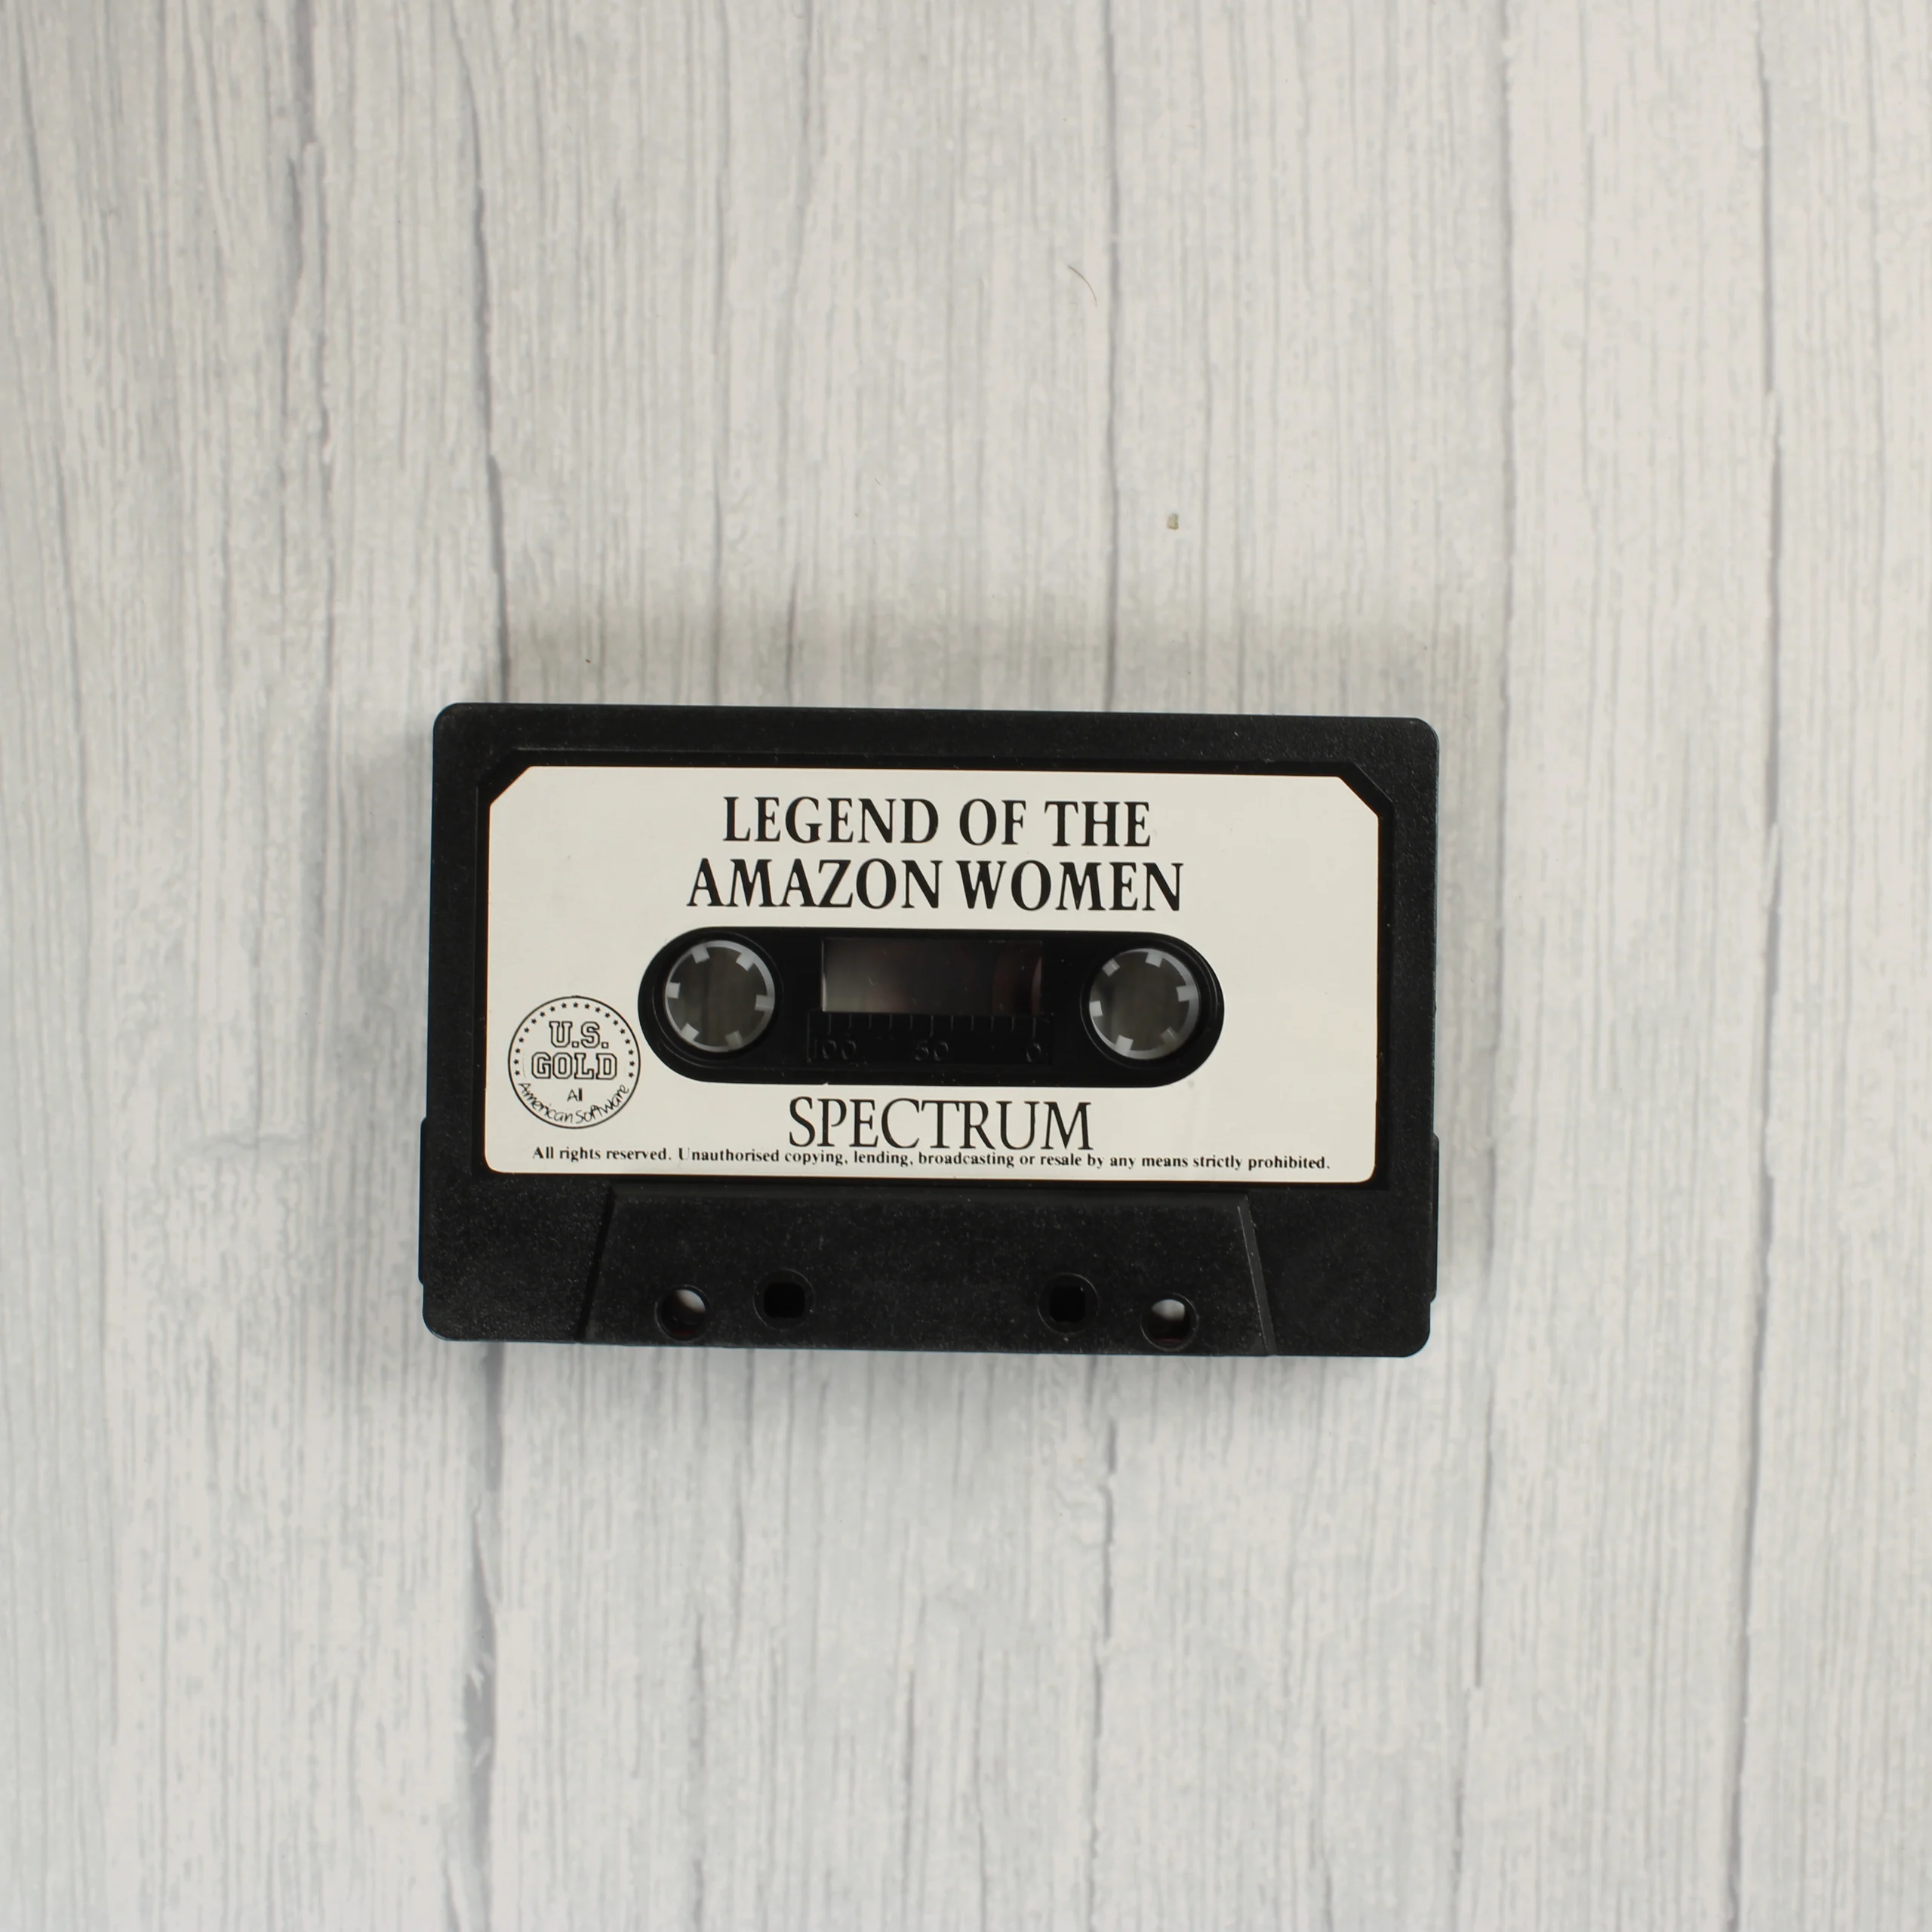 LEGEND OF THE
AMAZON WOMEN
100 50 0
U.S.
GOLD
All
American Software
SPECTRUM
All rights reserved. Unauthorised copying, lending, broadcasting or resale by any means strictly prohibited.